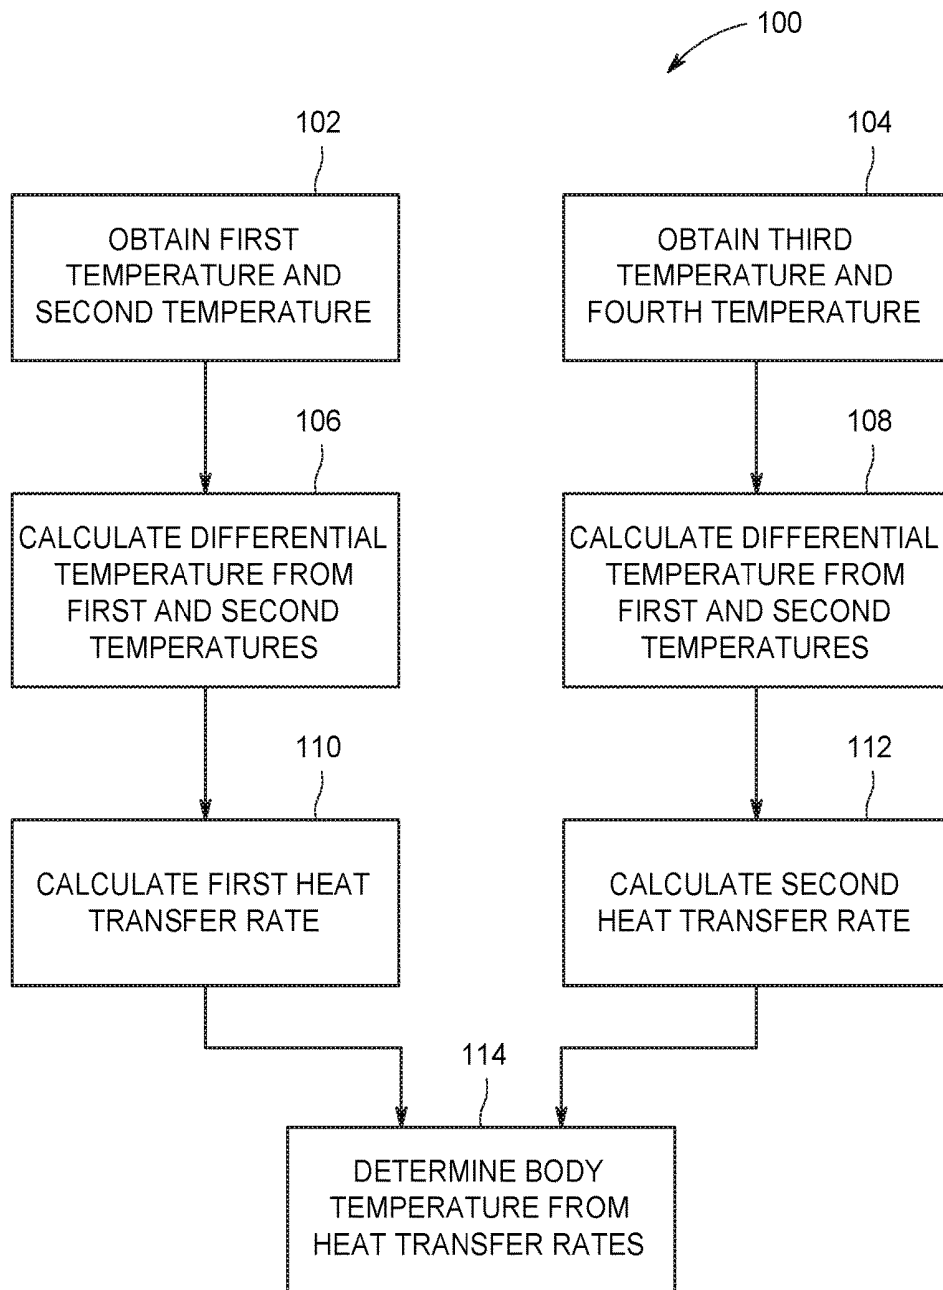 100
102
104
OBTAIN FIRST
TEMPERATURE AND
SECOND TEMPERATURE
OBTAIN THIRD
TEMPERATURE AND
FOURTH TEMPERATURE
106
108
CALCULATE DIFFERENTIAL
TEMPERATURE FROM
FIRST AND SECOND
TEMPERATURES
CALCULATE DIFFERENTIAL
TEMPERATURE FROM
FIRST AND SECOND
TEMPERATURES
110
112
CALCULATE FIRST HEAT
TRANSFER RATE
CALCULATE SECOND
HEAT TRANSFER RATE
114
DETERMINE BODY
TEMPERATURE FROM
HEAT TRANSFER RATES